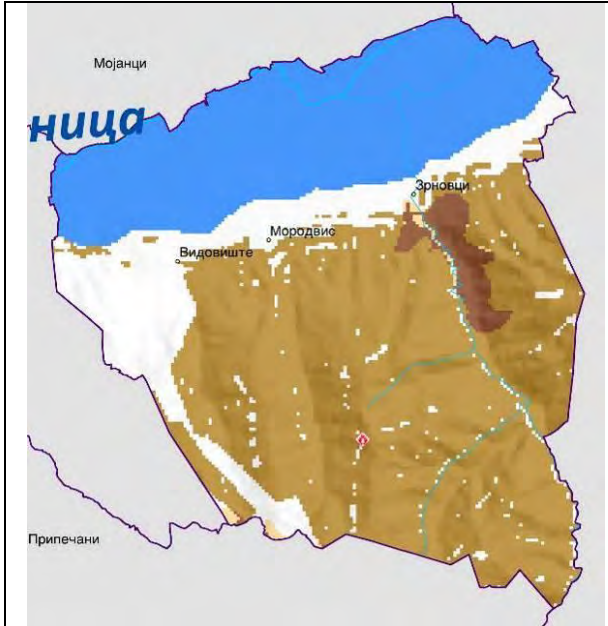 Мојанци
ница
Зрновци
Мородвис
Видовиште
Припечани